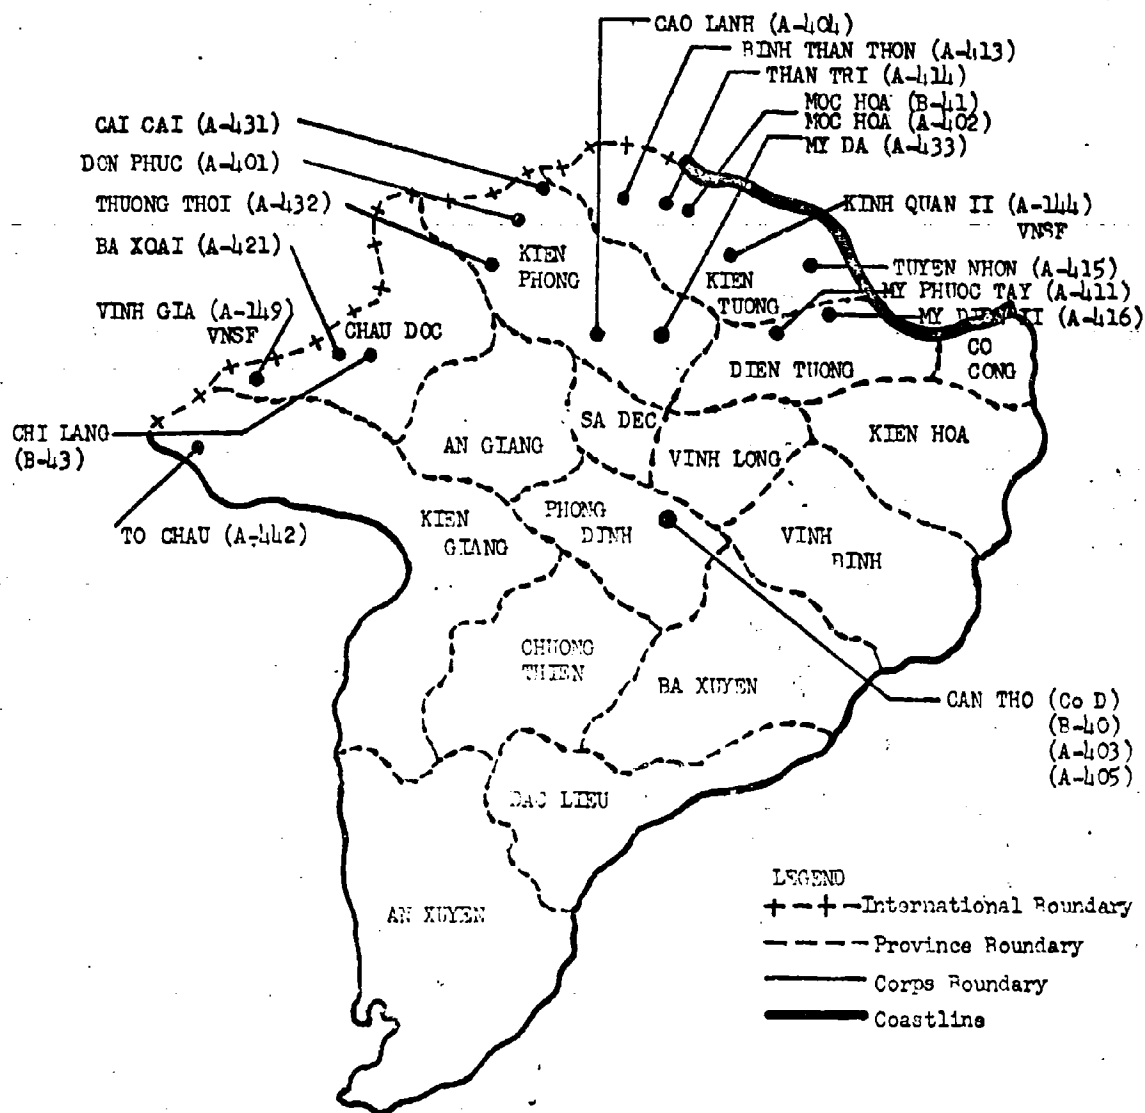 CAO LANH (A-404)
BINH THAN THON (A-413)
THAN TRI (A-414)
MOC HOA (B-41)
MOC HOA (A-402)
MY DA (A-433)
CAI CAI (A-431)
DON PHUC (A-401)
THUONG THOI (A-432)
BA XOAI (A-421)
VINH GIA (A-149)
VNSF
KINH QUAN II (A-144)
VNSF
TUYEN NHON (A-415)
MY PHUOC TAY (A-411)
MY DIEN II (A-416)
KIEN
PHONG
KIEN
TUONG
CHAU DOC
DIEN TUONG
CO
CONG
CHI LANG
(B-43)
TO CHAU (A-442)
AN GIANG
SA DEC
VINH LONG
KIEN HOA
KIEN
GIANG
PHONG
DINH
VINH
BINH
CHUONG
THIEN
BA XUYEN
CAN THO (Co D)
(B-40)
(A-403)
(A-405)
BAC LIEU
AN XUYEN
LEGEND
International Boundary
Province Boundary
Corps Boundary
Coastline